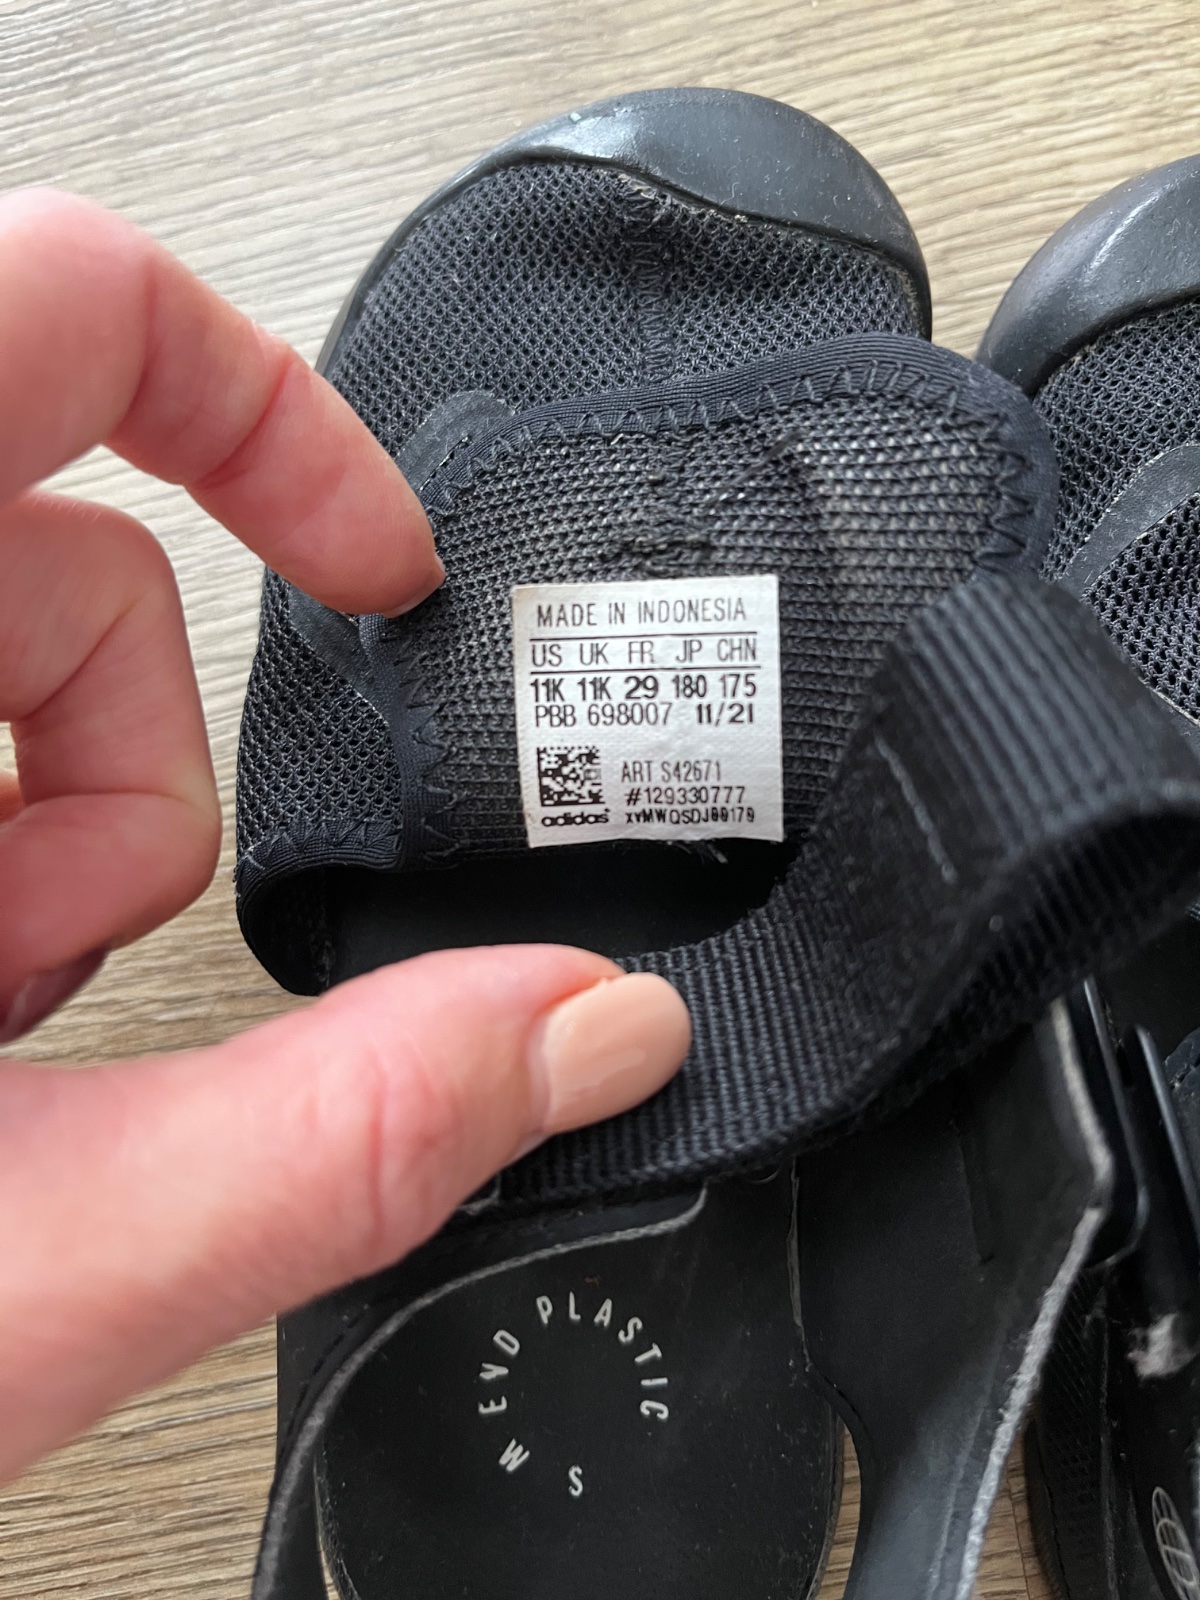 MADE IN INDONESIA
US UK FR JP CHN
11K 11K 29 180 175
PBB 698007 11/21
ART S42671
#129330777
adidas
PLASTIC